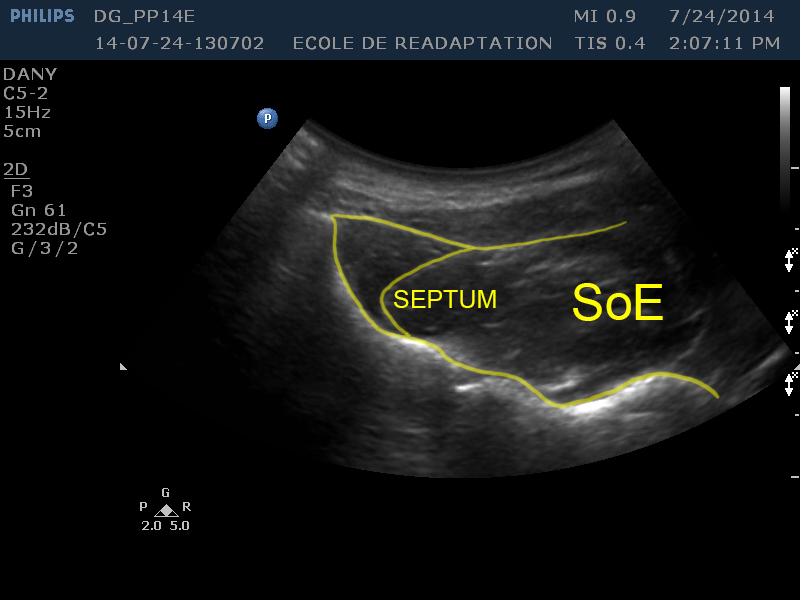 PHILIPS DG_PP14E MI 0.9 7/24/2014
14-07-24-130702 ECOLE DE READAPTATION TIS 0.4 2:07:11 PM
DANY
C5-2
15Hz
5cm
P
2D
F3
Gn 61
232dB/C5
G/3/2
SEPTUM
SoE
G
P R
2.0 5.0